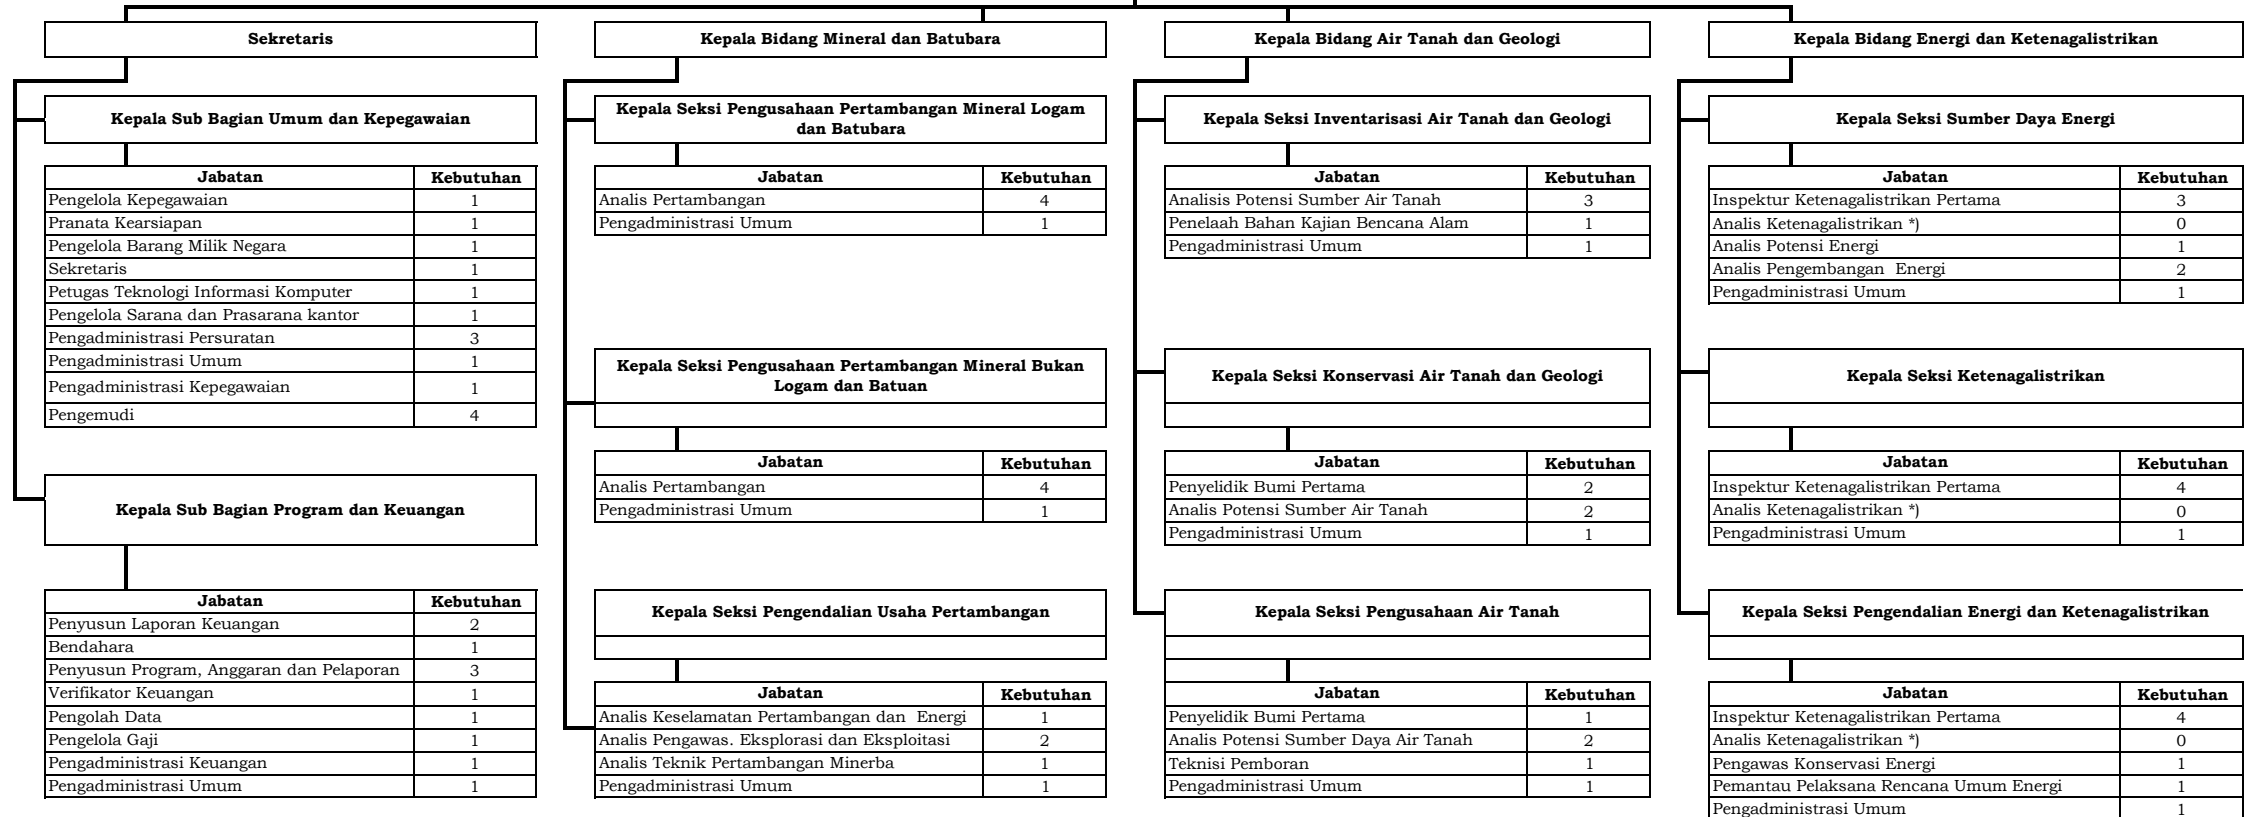 Sekretaris
Kepala Sub Bagian Umum dan Kepegawaian
Jabatan Kebutuhan
Pengelola Kepegawaian 1
Pranata Kearsiapan 1
Pengelola Barang Milik Negara 1
Sekretaris 1
Petugas Teknologi Informasi Komputer 1
Pengelola Sarana dan Prasarana kantor 1
Pengadministrasi Persuratan 3
Pengadministrasi Umum 1
Pengadministrasi Kepegawaian 1
Pengemudi 4
Kepala Sub Bagian Program dan Keuangan
Jabatan Kebutuhan
Penyusun Laporan Keuangan 2
Bendahara 1
Penyusun Program, Anggaran dan Pelaporan 3
Verifikator Keuangan 1
Pengolah Data 1
Pengelola Gaji 1
Pengadministrasi Keuangan 1
Pengadministrasi Umum 1
Kepala Bidang Mineral dan Batubara
Kepala Seksi Pengusahaan Pertambangan Mineral Logam
dan Batubara
Jabatan Kebutuhan
Analis Pertambangan 4
Pengadministrasi Umum 1
Kepala Seksi Pengusahaan Pertambangan Mineral Bukan
Logam dan Batuan
Jabatan Kebutuhan
Analis Pertambangan 4
Pengadministrasi Umum 1
Kepala Seksi Pengendalian Usaha Pertambangan
Jabatan Kebutuhan
Analis Keselamatan Pertambangan dan  Energi 1
Analis Pengawas. Eksplorasi dan Eksploitasi 2
Analis Teknik Pertambangan Minerba 1
Pengadministrasi Umum 1
Kepala Bidang Air Tanah dan Geologi
Kepala Seksi Inventarisasi Air Tanah dan Geologi
Jabatan Kebutuhan
Analisis Potensi Sumber Air Tanah 3
Penelaah Bahan Kajian Bencana Alam 1
Pengadministrasi Umum 1
Kepala Seksi Konservasi Air Tanah dan Geologi
Jabatan Kebutuhan
Penyelidik Bumi Pertama 2
Analis Potensi Sumber Air Tanah 2
Pengadministrasi Umum 1
Kepala Seksi Pengusahaan Air Tanah
Jabatan Kebutuhan
Penyelidik Bumi Pertama 1
Analis Potensi Sumber Daya Air Tanah 2
Teknisi Pemboran 1
Pengadministrasi Umum 1
Kepala Bidang Energi dan Ketenagalistrikan
Kepala Seksi Sumber Daya Energi
Jabatan Kebutuhan
Inspektur Ketenagalistrikan Pertama 3
Analis Ketenagalistrikan *) 0
Analis Potensi Energi 1
Analis Pengembangan  Energi 2
Pengadministrasi Umum 1
Kepala Seksi Ketenagalistrikan
Jabatan Kebutuhan
Inspektur Ketenagalistrikan Pertama 4
Analis Ketenagalistrikan *) 0
Pengadministrasi Umum 1
Kepala Seksi Pengendalian Energi dan Ketenagalistrikan
Jabatan Kebutuhan
Inspektur Ketenagalistrikan Pertama 4
Analis Ketenagalistrikan *) 0
Pengawas Konservasi Energi 1
Pemantau Pelaksana Rencana Umum Energi 1
Pengadministrasi Umum 1